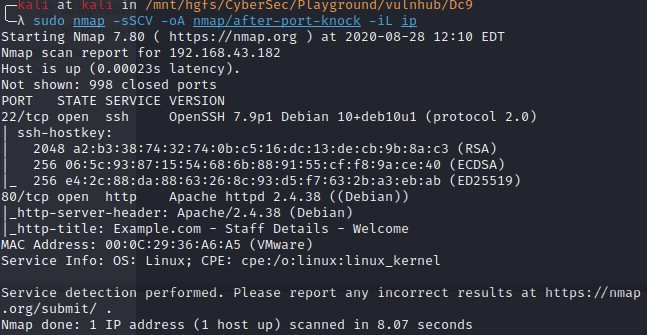 ┌─kali at kali in /mnt/hgfs/CyberSec/Playground/vulnhub/Dc9
└─λ sudo nmap -sSCV -oA nmap/after-port-knock -iL ip
Starting Nmap 7.80 ( https://nmap.org ) at 2020-08-28 12:10 EDT
Nmap scan report for 192.168.43.182
Host is up (0.00023s latency).
Not shown: 998 closed ports
PORT   STATE SERVICE VERSION
22/tcp open  ssh     OpenSSH 7.9p1 Debian 10+deb10u1 (protocol 2.0)
| ssh-hostkey:
|   2048 a2:b3:38:74:32:74:0b:c5:16:dc:13:de:cb:9b:8a:c3 (RSA)
|   256 06:5c:93:87:15:54:68:6b:88:91:55:cf:f8:9a:ce:40 (ECDSA)
|_  256 e4:2c:88:da:88:63:26:8c:93:d5:f7:63:2b:a3:eb:ab (ED25519)
80/tcp open  http    Apache httpd 2.4.38 ((Debian))
|_http-server-header: Apache/2.4.38 (Debian)
|_http-title: Example.com - Staff Details - Welcome
MAC Address: 00:0C:29:36:A6:A5 (VMware)
Service Info: OS: Linux; CPE: cpe:/o:linux:linux_kernel

Service detection performed. Please report any incorrect results at https://nmap
.org/submit/ .
Nmap done: 1 IP address (1 host up) scanned in 8.07 seconds